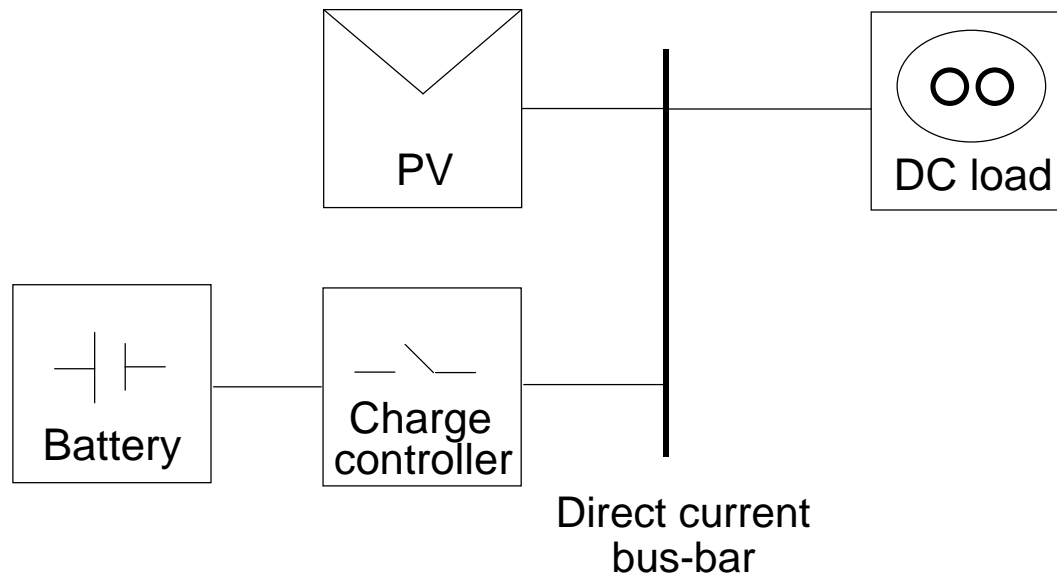 PV
DC load
Battery
Charge
controller
Direct current
bus-bar